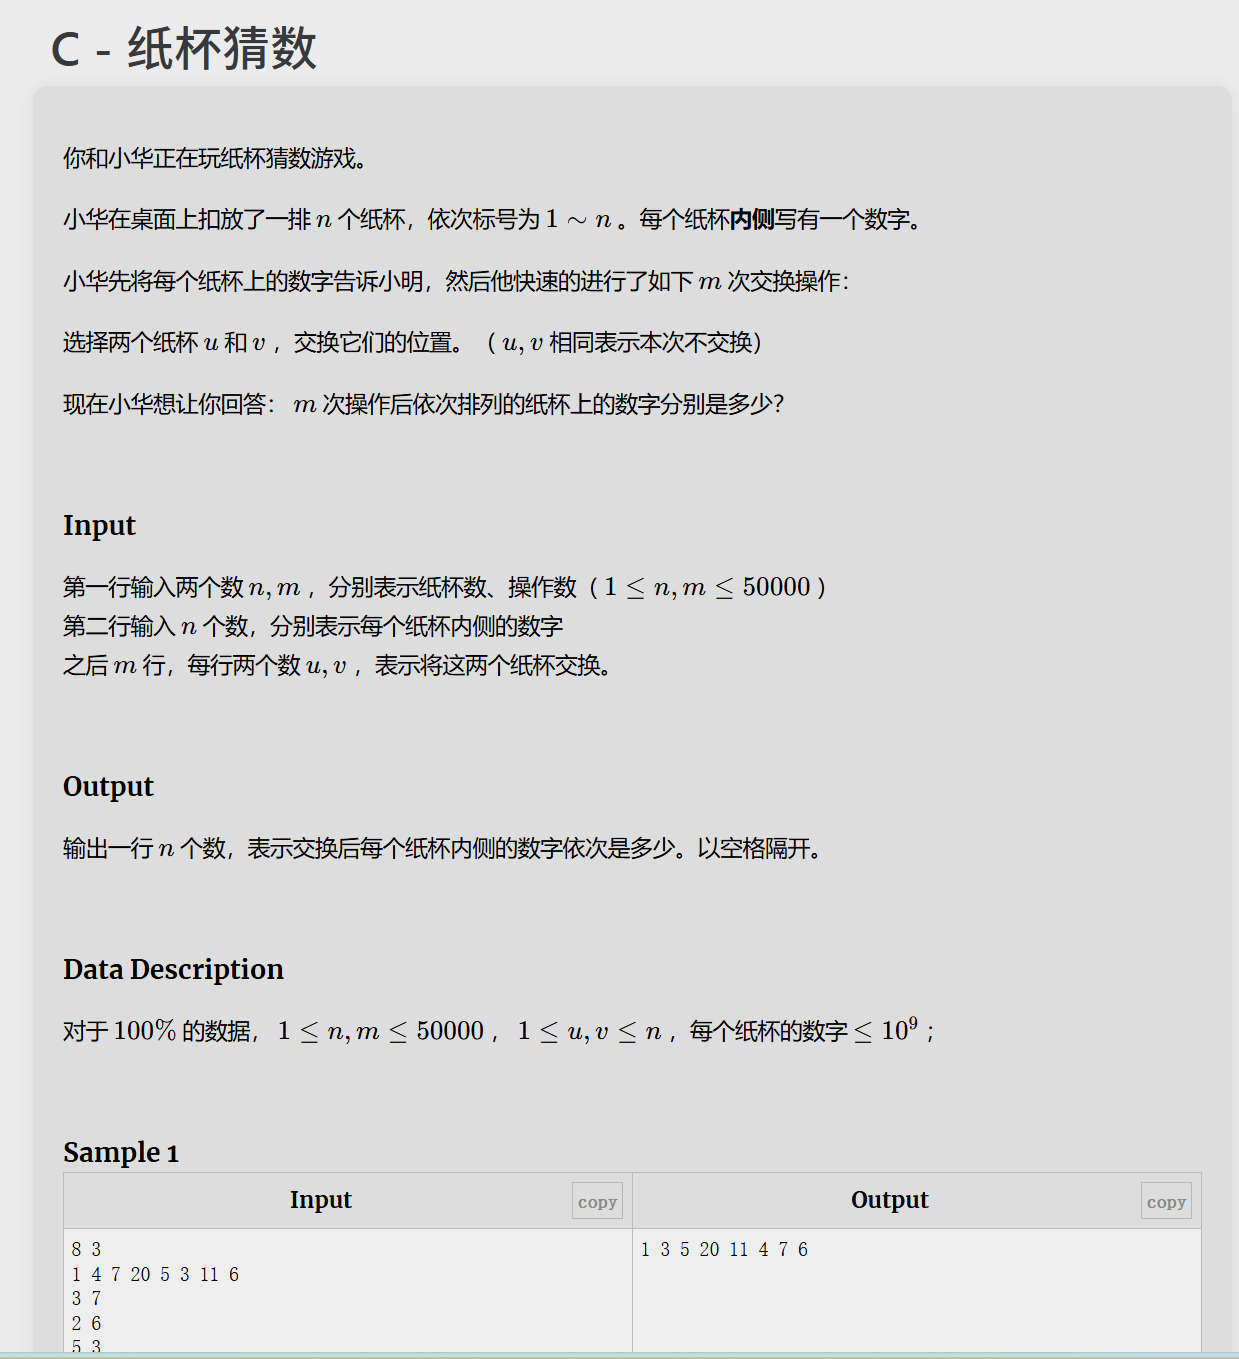 C - 纸杯猜数
你和小华正在玩纸杯猜数游戏。
小华在桌面上扣放了一排 n 个纸杯，依次标号为 1 ∼ n 。每个纸杯内侧写有一个数字。
小华先将每个纸杯上的数字告诉小明，然后他快速的进行了如下 m 次交换操作：
选择两个纸杯 u 和 v ，交换它们的位置。（ u, v 相同表示本次不交换）
现在小华想让你回答： m 次操作后依次排列的纸杯上的数字分别是多少？
Input
第一行输入两个数 n, m ，分别表示纸杯数、操作数（ 1 ≤ n, m ≤ 50000 ）
第二行输入 n 个数，分别表示每个纸杯内侧的数字
之后 m 行，每行两个数 u, v ，表示将这两个纸杯交换。
Output
输出一行 n 个数，表示交换后每个纸杯内侧的数字依次是多少。以空格隔开。
Data Description
对于 100% 的数据， 1 ≤ n, m ≤ 50000 ， 1 ≤ u, v ≤ n ，每个纸杯的数字 ≤ 10⁹ ；
Sample 1
Input copy Output copy
8 3
1 4 7 20 5 3 11 6
3 7
2 6
5 3
1 3 5 20 11 4 7 6